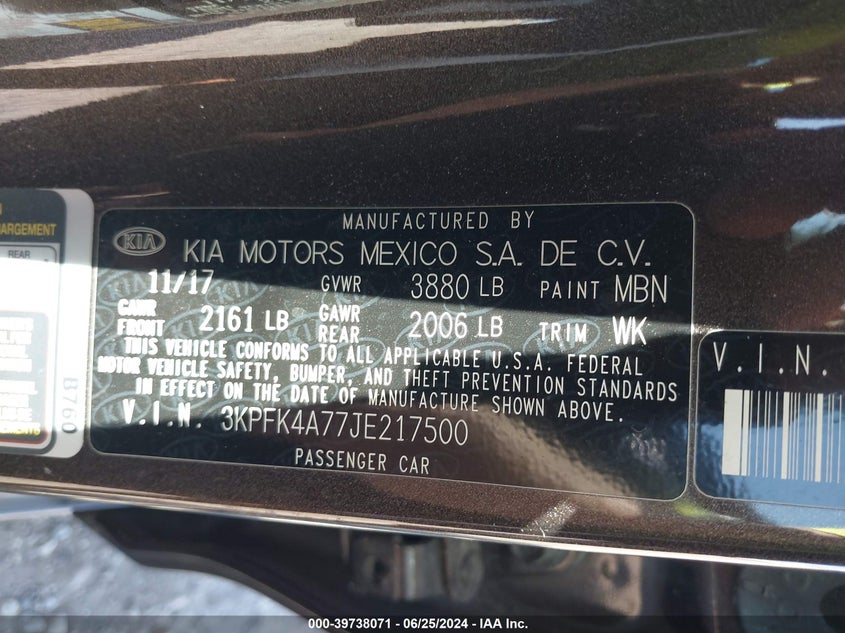 HARGEMENT
REAR
B760
MANUFACTURED BY
KIA KIA MOTORS MEXICO S.A. DE C.V.
11/17 GVWR 3880 LB PAINT MBN
GAWR FRONT 2161 LB GAWR REAR 2006 LB TRIM WK
THIS VEHICLE CONFORMS TO ALL APPLICABLE U.S.A. FEDERAL
MOTOR VEHICLE SAFETY, BUMPER, AND THEFT PREVENTION STANDARDS
IN EFFECT ON THE DATE OF MANUFACTURE SHOWN ABOVE.
V.I.N. 3KPFK4A77JE217500
PASSENGER CAR
V.I.N.
000-39738071 / 06/25/2024 - IAA Inc.